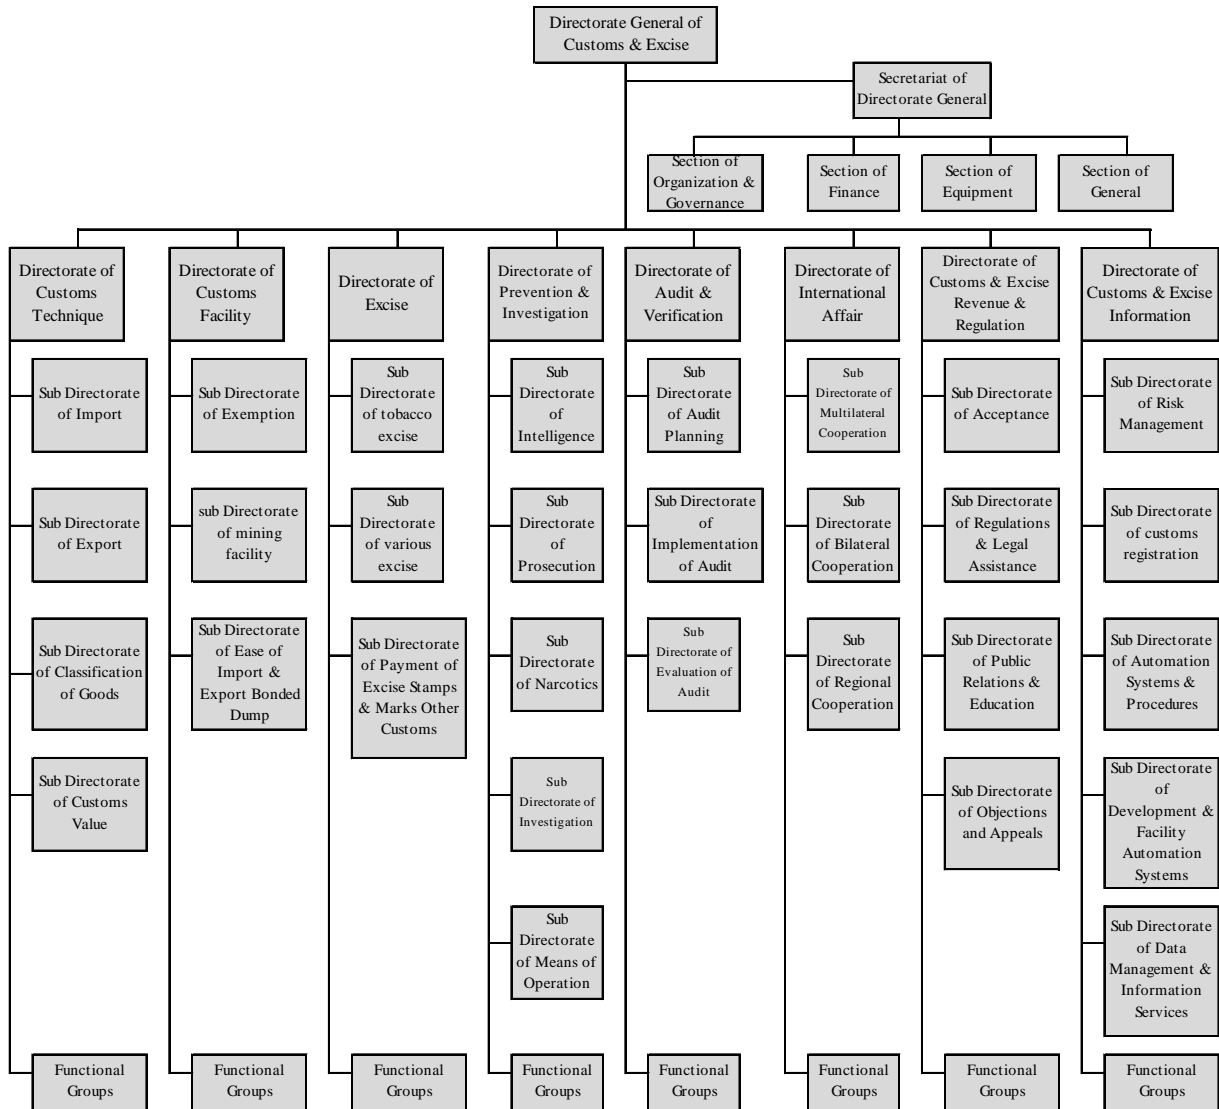 Directorate General of
Customs & Excise
Secretariat of
Directorate General
Section of
Organization &
Governance
Section of
Finance
Section of
Equipment
Section of
General
Directorate of
Customs
Technique
Directorate of
Customs
Facility
Directorate of
Excise
Directorate of
Prevention &
Investigation
Directorate of
Audit &
Verification
Directorate of
International
Affair
Directorate of
Customs & Excise
Revenue &
Regulation
Directorate of
Customs & Excise
Information
Sub Directorate
of Import
Sub Directorate
of Exemption
Sub
Directorate
of tobacco
excise
Sub
Directorate
of
Intelligence
Sub
Directorate
of Audit
Planning
Sub
Directorate of
Multilateral
Cooperation
Sub Directorate
of Acceptance
Sub Directorate
of Risk
Management
Sub Directorate
of Export
sub Directorate
of mining
facility
Sub
Directorate
of various
excise
Sub
Directorate
of
Prosecution
Sub Directorate
of
Implementation
of Audit
Sub
Directorate
of Bilateral
Cooperation
Sub Directorate
of Regulations
& Legal
Assistance
Sub Directorate
of customs
registration
Sub Directorate
of Classification
of Goods
Sub Directorate
of Ease of
Import &
Export Bonded
Dump
Sub Directorate
of Payment of
Excise Stamps
& Marks Other
Customs
Sub
Directorate
of Narcotics
Sub
Directorate of
Evaluation of
Audit
Sub
Directorate
of Regional
Cooperation
Sub Directorate
of Public
Relations &
Education
Sub Directorate
of Automation
Systems &
Procedures
Sub Directorate
of Customs
Value
Sub
Directorate of
Investigation
Sub Directorate
of Objections
and Appeals
Sub Directorate
of
Development &
Facility
Automation
Systems
Sub
Directorate
of Means of
Operation
Sub Directorate
of Data
Management &
Information
Services
Functional
Groups
Functional
Groups
Functional
Groups
Functional
Groups
Functional
Groups
Functional
Groups
Functional
Groups
Functional
Groups